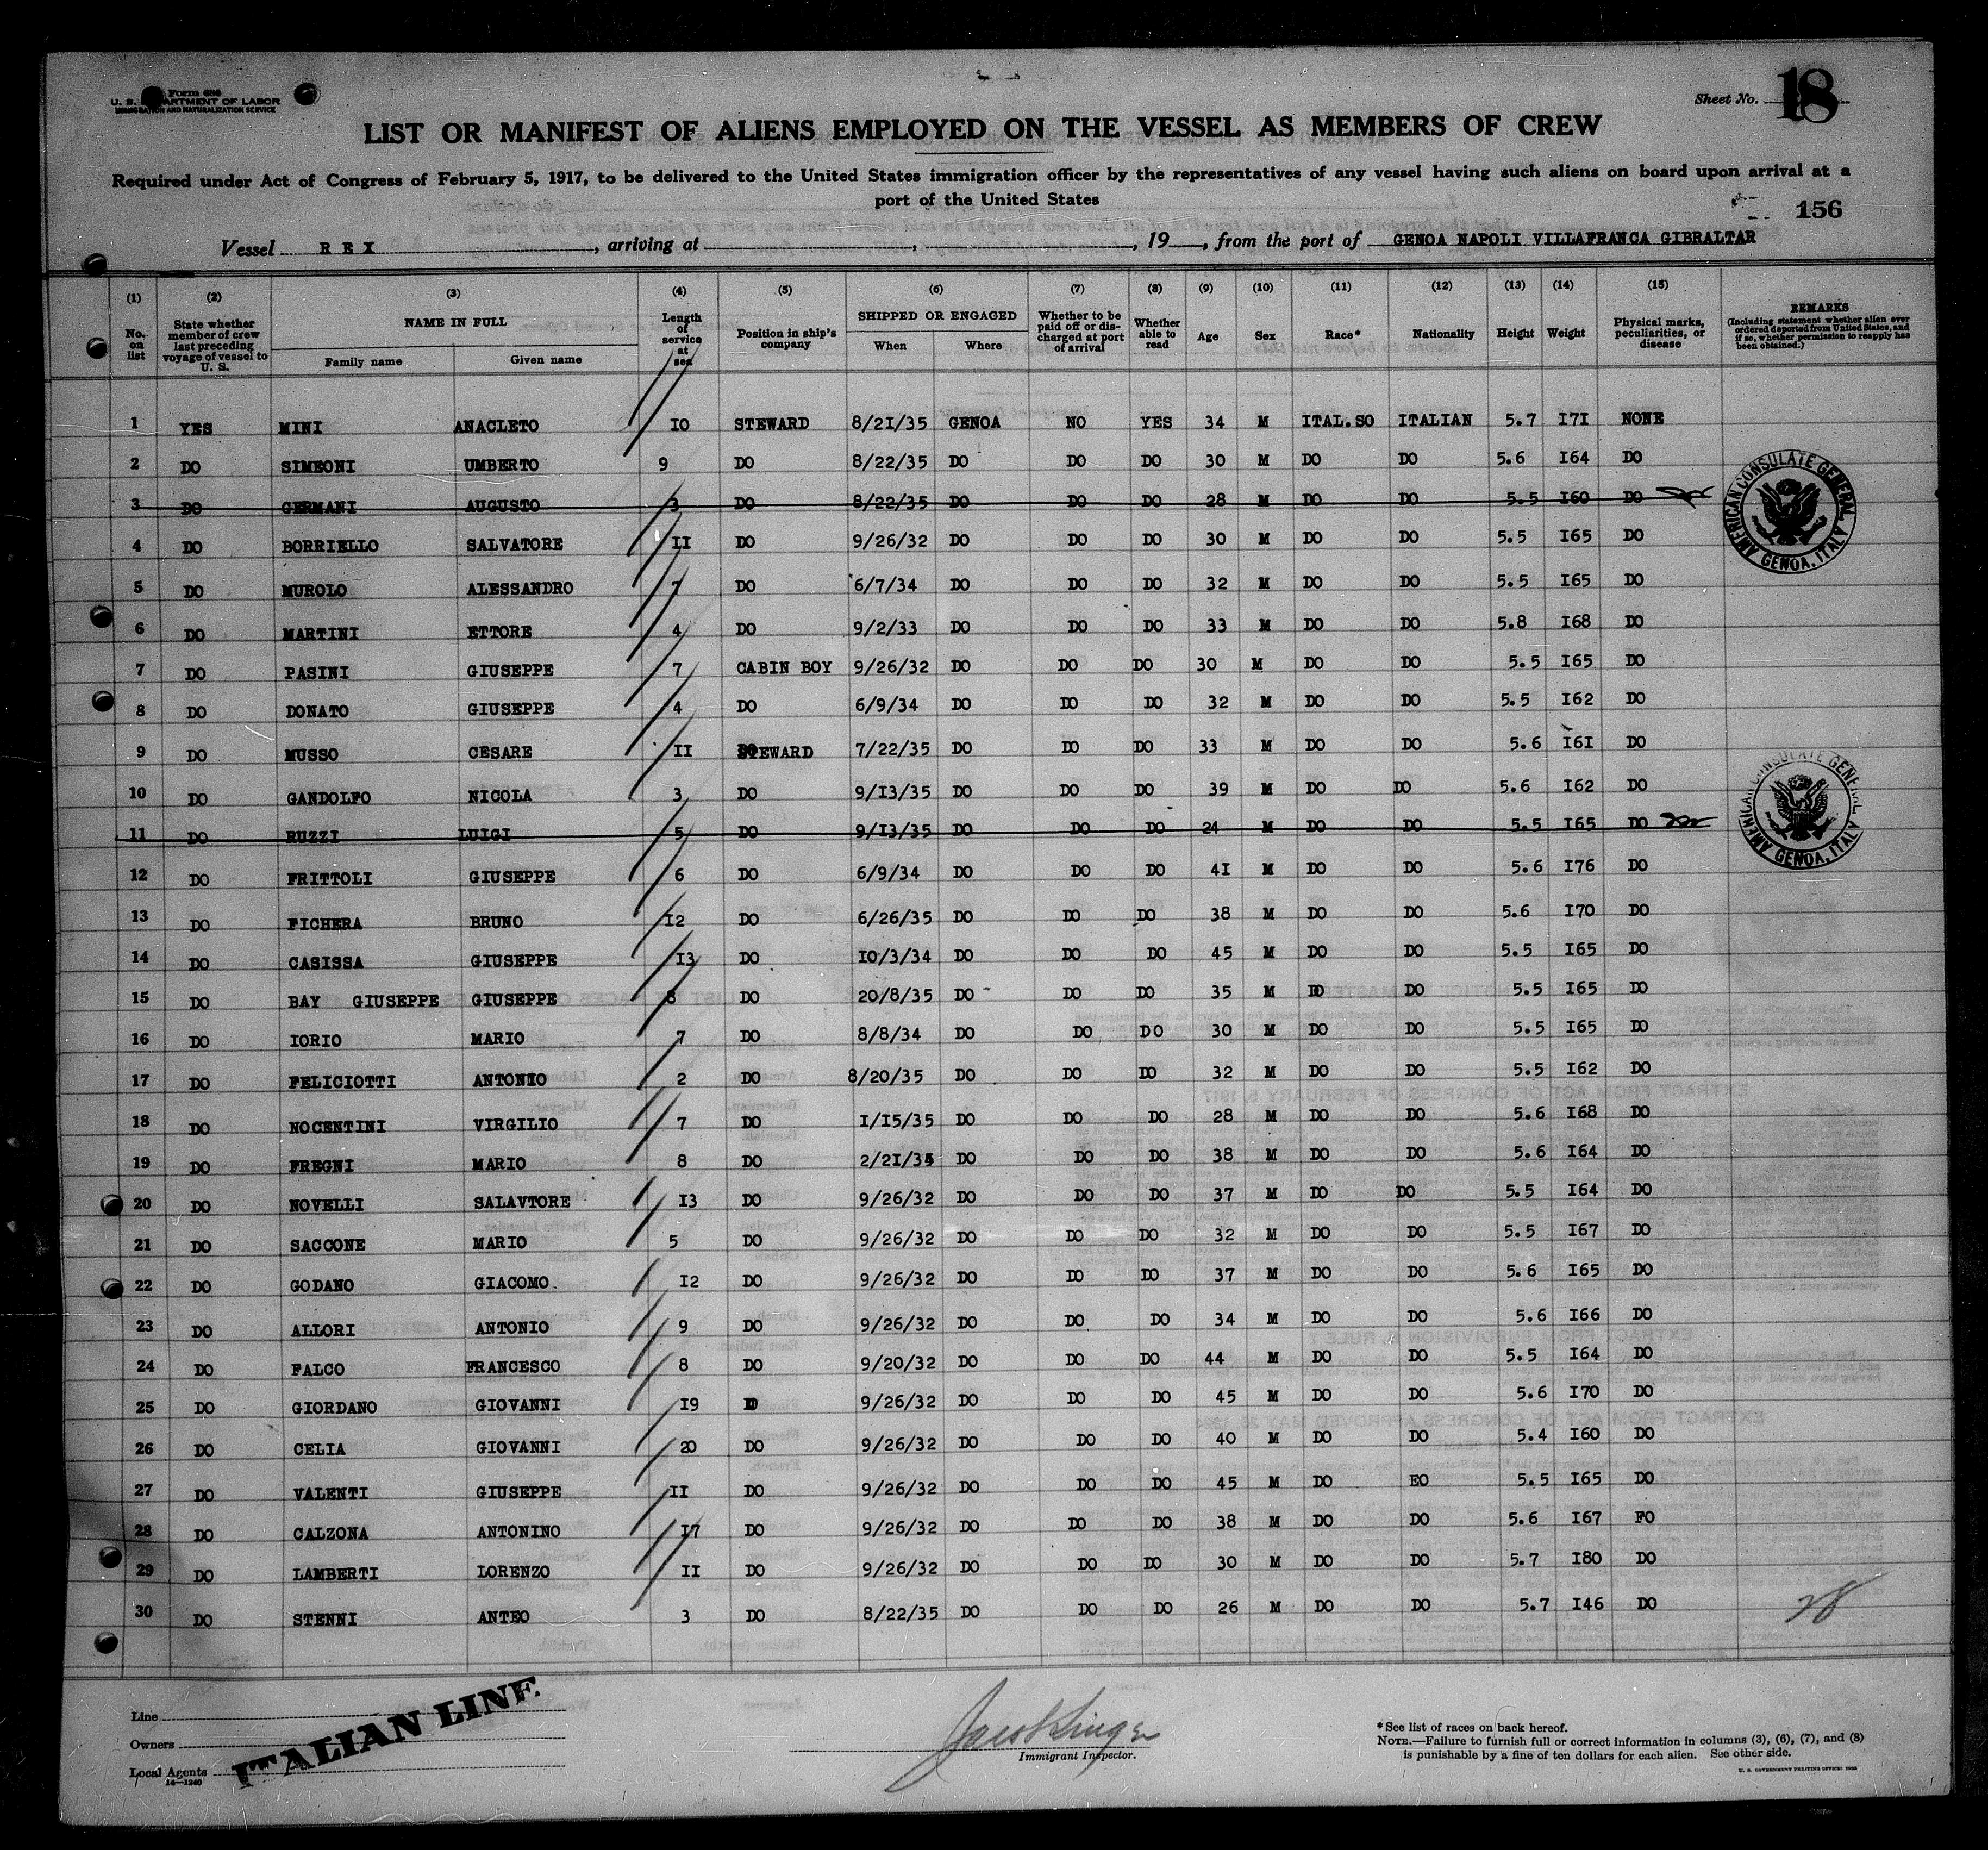 Form 680
U. S. DEPARTMENT OF LABOR
IMMIGRATION AND NATURALIZATION SERVICE
Sheet No. 18
LIST OR MANIFEST OF ALIENS EMPLOYED ON THE VESSEL AS MEMBERS OF CREW
Required under Act of Congress of February 5, 1917, to be delivered to the United States immigration officer by the representatives of any vessel having such aliens on board upon arrival at a
port of the United States
156
Vessel REX, arriving at , , 19 , from the port of GENOA NAPOLI VILLAFRANCA GIBRALTAR
(1) (2) (3) (4) (5) (6) (7) (8) (9) (10) (11) (12) (13) (14) (15)
No. on list State whether member of crew last preceding voyage of vessel to U. S. NAME IN FULL Family name Given name Length of service at sea Position in ship's company SHIPPED OR ENGAGED When Where Whether to be paid off or discharged at port of arrival Whether able to read Age Sex Race* Nationality Height Weight Physical marks, peculiarities, or disease REMARKS (Including statement whether alien ever ordered deported from United States, and if so, whether permission to reapply has been obtained.)
1 YES MINI ANACLETO 10 STEWARD 8/21/35 GENOA NO YES 34 M ITAL.SO ITALIAN 5.7 171 NONE
2 DO SIMEONI UMBERTO 9 DO 8/22/35 DO DO DO 30 M DO DO 5.6 164 DO
3 DO GERMANI AUGUSTO 3 DO 8/22/35 DO DO DO 28 M DO DO 5.5 160 DO
4 DO BORRIELLO SALVATORE 11 DO 9/26/32 DO DO DO 30 M DO DO 5.5 165 DO
AMERICAN CONSULATE GENERAL GENOA, ITALY
5 DO MUROLO ALESSANDRO 7 DO 6/7/34 DO DO DO 32 M DO DO 5.5 165 DO
6 DO MARTINI ETTORE 4 DO 9/2/33 DO DO DO 33 M DO DO 5.8 168 DO
7 DO PASINI GIUSEPPE 7 CABIN BOY 9/26/32 DO DO DO 30 M DO DO 5.5 165 DO
8 DO DONATO GIUSEPPE 4 DO 6/9/34 DO DO DO 32 M DO DO 5.5 162 DO
9 DO MUSSO CESARE 11 STEWARD 7/22/35 DO DO DO 33 M DO DO 5.6 161 DO
10 DO GANDOLFO NICOLA 3 DO 9/13/35 DO DO DO 39 M DO DO 5.6 162 DO
AMERICAN CONSULATE GENERAL GENOA, ITALY
11 DO RUZZI LUIGI 5 DO 9/13/35 DO DO DO 24 M DO DO 5.5 165 DO
12 DO FRITTOLI GIUSEPPE 6 DO 6/9/34 DO DO DO 41 M DO DO 5.6 176 DO
13 DO FICHERA BRUNO 12 DO 6/26/35 DO DO DO 38 M DO DO 5.6 170 DO
14 DO CASISSA GIUSEPPE 13 DO 10/3/34 DO DO DO 45 M DO DO 5.5 165 DO
15 DO BAY GIUSEPPE GIUSEPPE 8 DO 20/8/35 DO DO DO 35 M DO DO 5.5 165 DO
16 DO IORIO MARIO 7 DO 8/8/34 DO DO DO 30 M DO DO 5.5 165 DO
17 DO FELICIOTTI ANTONIO 2 DO 8/20/35 DO DO DO 32 M DO DO 5.5 162 DO
18 DO NOCENTINI VIRGILIO 7 DO 1/15/35 DO DO DO 28 M DO DO 5.6 168 DO
19 DO FREGNI MARIO 8 DO 2/21/35 DO DO DO 38 M DO DO 5.6 164 DO
20 DO NOVELLI SALAVTORE 13 DO 9/26/32 DO DO DO 37 M DO DO 5.5 164 DO
21 DO SACCONE MARIO 5 DO 9/26/32 DO DO DO 32 M DO DO 5.5 167 DO
22 DO GODANO GIACOMO. 12 DO 9/26/32 DO DO DO 37 M DO DO 5.6 165 DO
23 DO ALLORI ANTONIO 9 DO 9/26/32 DO DO DO 34 M DO DO 5.6 166 DO
24 DO FALCO FRANCESCO 8 DO 9/20/32 DO DO DO 44 M DO DO 5.5 164 DO
25 DO GIORDANO GIOVANNI 19 DO 9/26/32 DO DO DO 45 M DO DO 5.6 170 DO
26 DO CELIA GIOVANNI 20 DO 9/26/32 DO DO DO 40 M DO DO 5.4 160 DO
27 DO VALENTI GIUSEPPE 11 DO 9/26/32 DO DO DO 45 M DO EO 5.5 165 DO
28 DO CALZONA ANTONINO 17 DO 9/26/32 DO DO DO 38 M DO DO 5.6 167 FO
29 DO LAMBERTI LORENZO 11 DO 9/26/32 DO DO DO 30 M DO DO 5.7 180 DO
30 DO STENNI ANTEO 3 DO 8/22/35 DO DO DO 26 M DO DO 5.7 146 DO
28
Line
Owners
Local Agents
14—1240
ITALIAN LINE.
Jacob Singer
Immigrant Inspector.
*See list of races on back hereof.
NOTE.—Failure to furnish full or correct information in columns (3), (6), (7), and (8)
is punishable by a fine of ten dollars for each alien. See other side.
U. S. GOVERNMENT PRINTING OFFICE: 1935